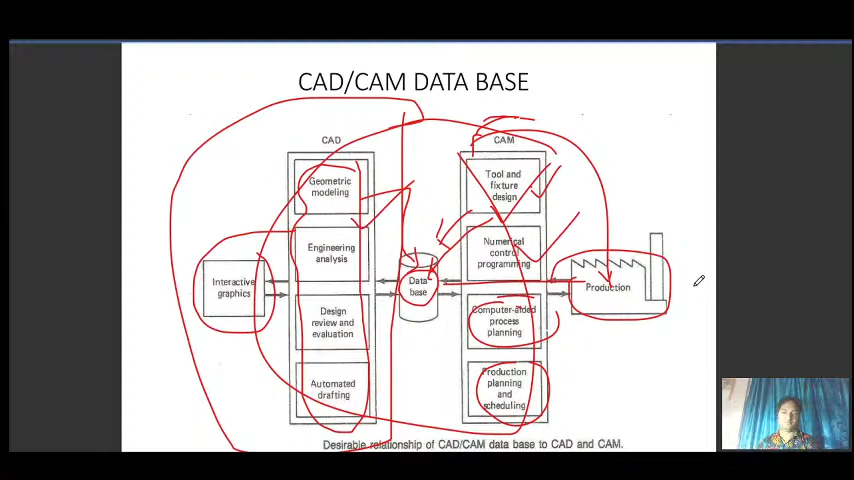 CAD/CAM DATA BASE
CAD
CAM
Geometric
modeling
Engineering
analysis
Design
review and
evaluation
Automated
drafting
Interactive
graphics
Data
base
Tool and
fixture
design
Numerical
control
programming
Computer-aided
process
planning
Production
planning
and
scheduling
Production
Desirable relationship of CAD/CAM data base to CAD and CAM.